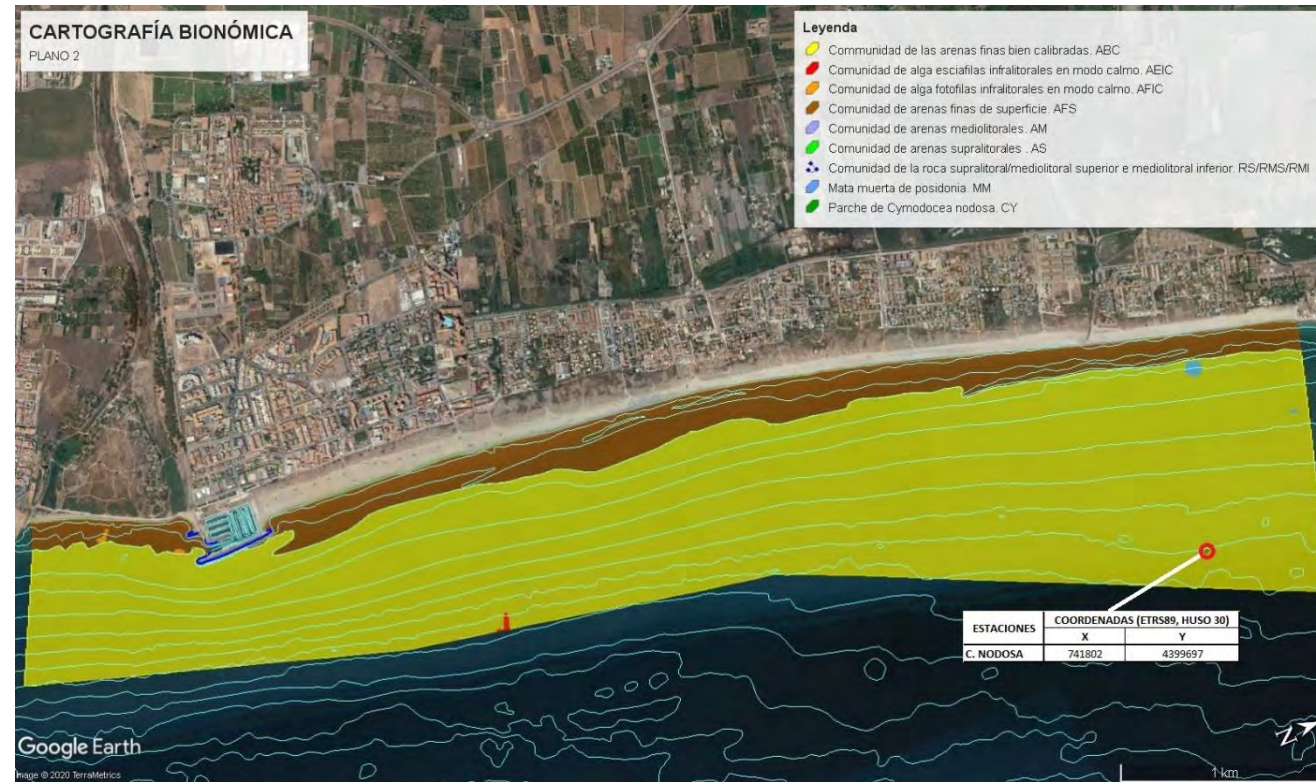 CARTOGRAFÍA BIONÓMICA
PLANO 2
Leyenda
Communidad de las arenas finas bien calibradas. ABC
Comunidad de alga esciafilas infralitorales en modo calmo. AEIC
Comunidad de alga fotofilas infralitorales en modo calmo. AFIC
Comunidad de arenas finas de superficie. AFS
Comunidad de arenas mediolitorales. AM
Comunidad de arenas supralitorales . AS
Comunidad de la roca supralitoral/mediolitoral superior e mediolitoral inferior. RS/RMS/RMI
Mata muerta de posidonia. MM
Parche de Cymodocea nodosa. CY
ESTACIONES
COORDENADAS (ETRS89, HUSO 30)
X Y
C. NODOSA 741802 4399697
Google Earth
Image © 2020 TerraMetrics
N
1 km